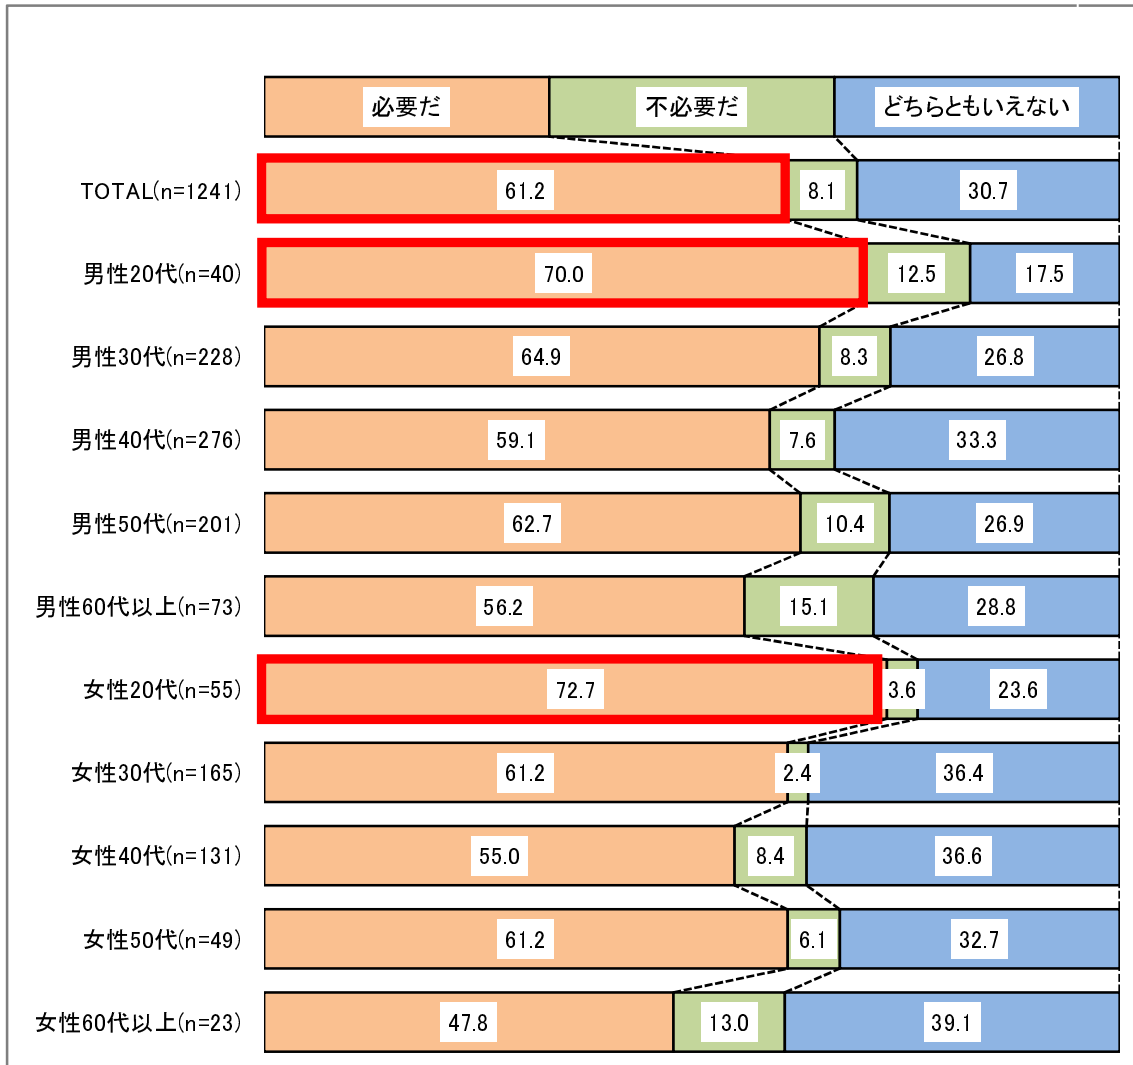 必要だ 不必要だ どちらともいえない
TOTAL(n=1241) 61.2 8.1 30.7
男性20代(n=40) 70.0 12.5 17.5
男性30代(n=228) 64.9 8.3 26.8
男性40代(n=276) 59.1 7.6 33.3
男性50代(n=201) 62.7 10.4 26.9
男性60代以上(n=73) 56.2 15.1 28.8
女性20代(n=55) 72.7 3.6 23.6
女性30代(n=165) 61.2 2.4 36.4
女性40代(n=131) 55.0 8.4 36.6
女性50代(n=49) 61.2 6.1 32.7
女性60代以上(n=23) 47.8 13.0 39.1